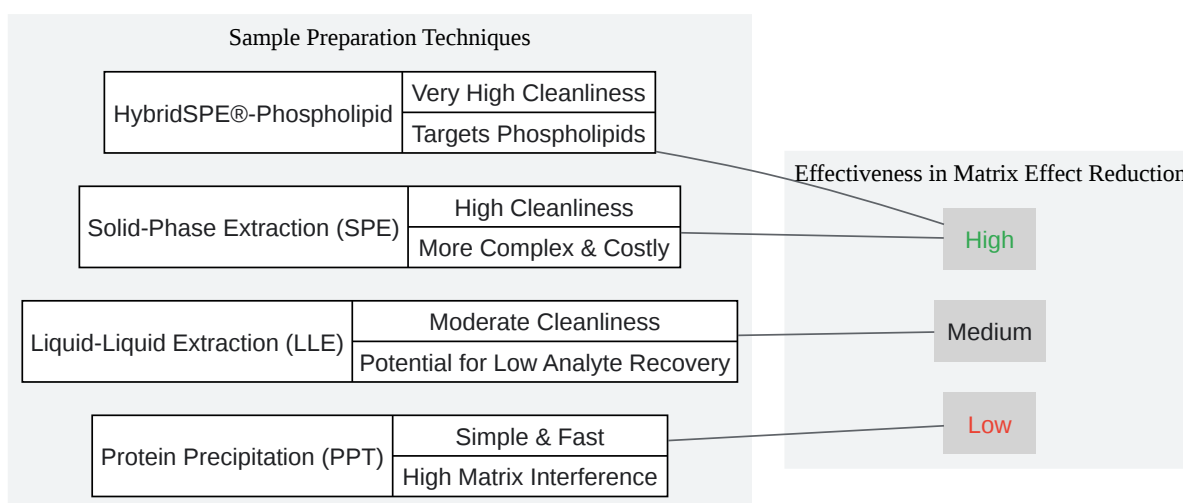 Sample Preparation Techniques
HybridSPE®-Phospholipid
Very High Cleanliness
Targets Phospholipids
Solid-Phase Extraction (SPE)
High Cleanliness
More Complex & Costly
Liquid-Liquid Extraction (LLE)
Moderate Cleanliness
Potential for Low Analyte Recovery
Protein Precipitation (PPT)
Simple & Fast
High Matrix Interference
Effectiveness in Matrix Effect Reduction
High
Medium
Low